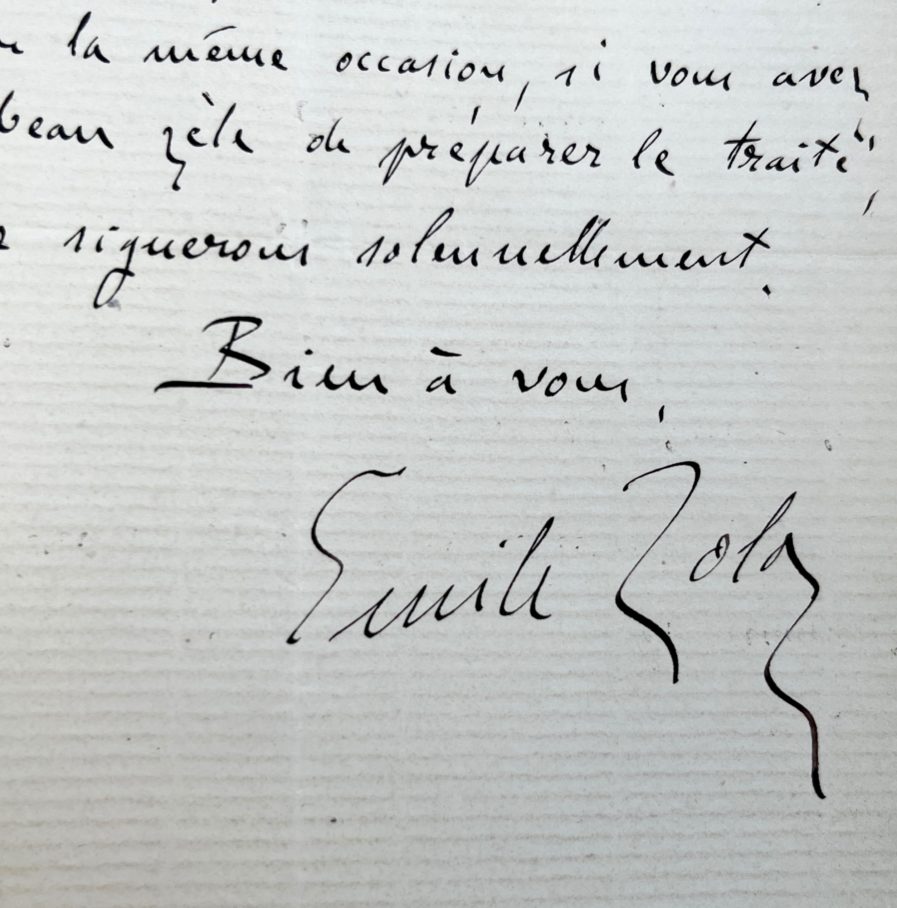 la même occasion, si vous avez
beau zèle de préparer le traité,
signerons solennellement.
Bien à vous,
Emile Zola